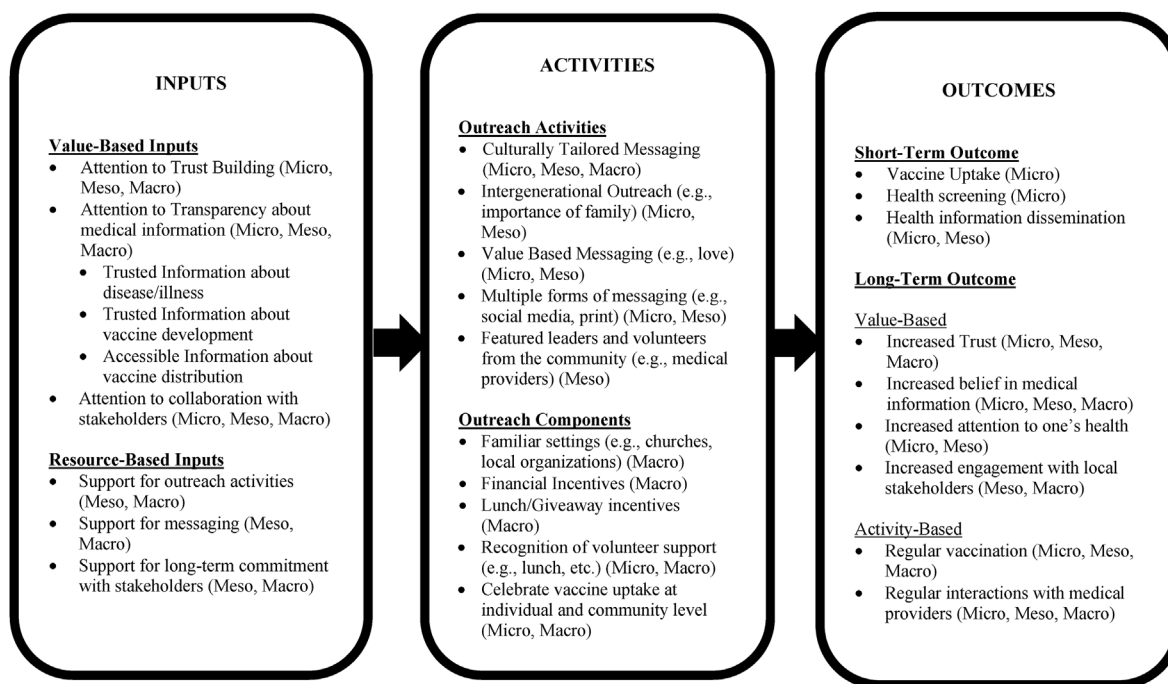 INPUTS
Value-Based Inputs
• Attention to Trust Building (Micro,
Meso, Macro)
• Attention to Transparency about
medical information (Micro, Meso,
Macro)
• Trusted Information about
disease/illness
• Trusted Information about
vaccine development
• Accessible Information about
vaccine distribution
• Attention to collaboration with
stakeholders (Micro, Meso, Macro)
Resource-Based Inputs
• Support for outreach activities
(Meso, Macro)
• Support for messaging (Meso,
Macro)
• Support for long-term commitment
with stakeholders (Meso, Macro)
ACTIVITIES
Outreach Activities
• Culturally Tailored Messaging
(Micro, Meso, Macro)
• Intergenerational Outreach (e.g.,
importance of family) (Micro,
Meso)
• Value Based Messaging (e.g., love)
(Micro, Meso)
• Multiple forms of messaging (e.g.,
social media, print) (Micro, Meso)
• Featured leaders and volunteers
from the community (e.g., medical
providers) (Meso)
Outreach Components
• Familiar settings (e.g., churches,
local organizations) (Macro)
• Financial Incentives (Macro)
• Lunch/Giveaway incentives
(Macro)
• Recognition of volunteer support
(e.g., lunch, etc.) (Micro, Macro)
• Celebrate vaccine uptake at
individual and community level
(Micro, Macro)
OUTCOMES
Short-Term Outcome
• Vaccine Uptake (Micro)
• Health screening (Micro)
• Health information dissemination
(Micro, Meso)
Long-Term Outcome
Value-Based
• Increased Trust (Micro, Meso,
Macro)
• Increased belief in medical
information (Micro, Meso, Macro)
• Increased attention to one's health
(Micro, Meso)
• Increased engagement with local
stakeholders (Meso, Macro)
Activity-Based
• Regular vaccination (Micro, Meso,
Macro)
• Regular interactions with medical
providers (Micro, Meso, Macro)